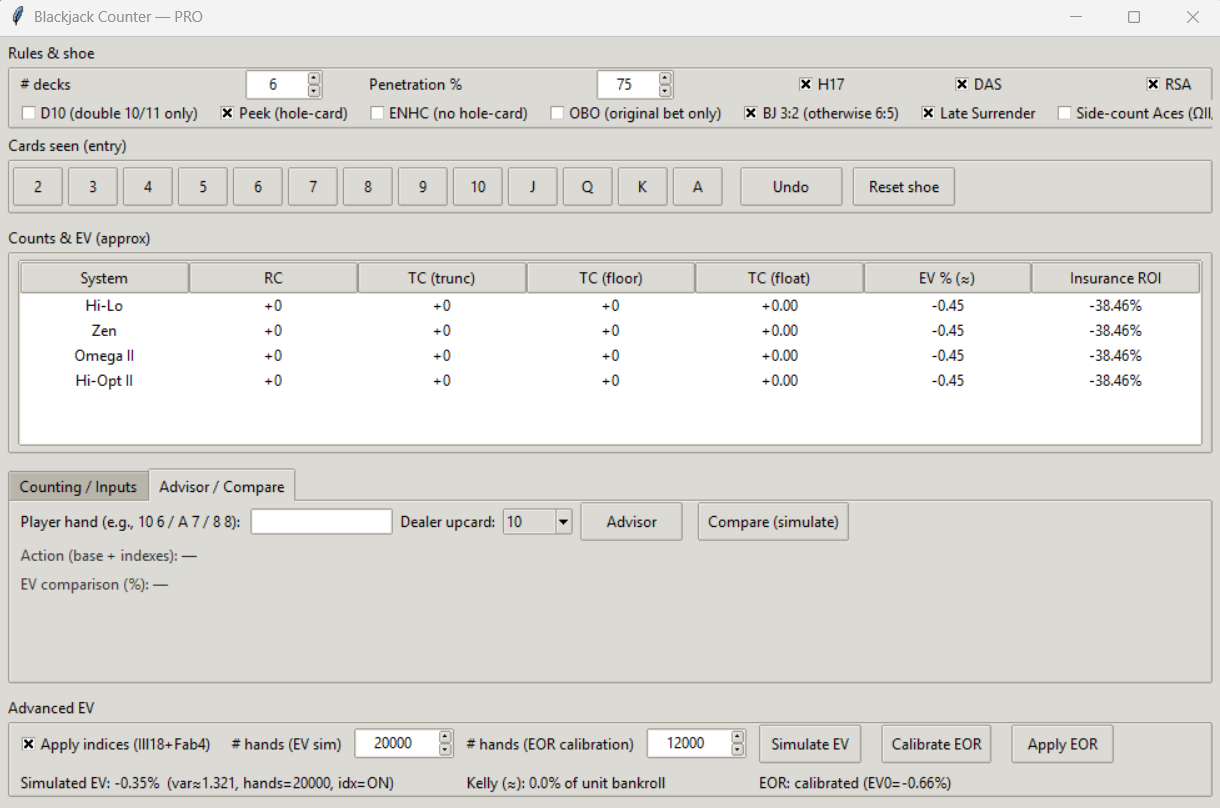 Blackjack Counter — PRO
Rules & shoe
# decks 6 Penetration % 75 H17 DAS RSA
D10 (double 10/11 only) Peek (hole-card) ENHC (no hole-card) OBO (original bet only) BJ 3:2 (otherwise 6:5) Late Surrender Side-count Aces (ΩII,
Cards seen (entry)
2 3 4 5 6 7 8 9 10 J Q K A Undo Reset shoe
Counts & EV (approx)
System RC TC (trunc) TC (floor) TC (float) EV % (≈) Insurance ROI
Hi-Lo +0 +0 +0 +0.00 -0.45 -38.46%
Zen +0 +0 +0 +0.00 -0.45 -38.46%
Omega II +0 +0 +0 +0.00 -0.45 -38.46%
Hi-Opt II +0 +0 +0 +0.00 -0.45 -38.46%
Counting / Inputs Advisor / Compare
Player hand (e.g., 10 6 / A 7 / 8 8): Dealer upcard: 10 Advisor Compare (simulate)
Action (base + indexes): —
EV comparison (%): —
Advanced EV
Apply indices (Ill18+Fab4) # hands (EV sim) 20000 # hands (EOR calibration) 12000 Simulate EV Calibrate EOR Apply EOR
Simulated EV: -0.35% (var≈1.321, hands=20000, idx=ON) Kelly (≈): 0.0% of unit bankroll EOR: calibrated (EV0=-0.66%)